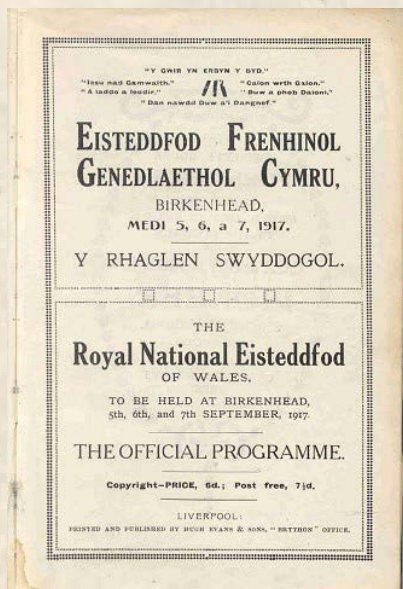 "Y GWIR YN ERBYN Y BYD."
"Iesu nad Gamwaith." "Calon wrth Galon."
"A laddo a leddir." /|\ "Duw a phob Daioni."
"Dan nawdd Duw a'i Dangnef"
EISTEDDFOD FRENHINOL
GENEDLAETHOL CYMRU,
BIRKENHEAD,
MEDI 5, 6, a 7, 1917.
Y RHAGLEN SWYDDOGOL.
THE
Royal National Eisteddfod
OF WALES,
TO BE HELD AT BIRKENHEAD,
5th, 6th, and 7th SEPTEMBER, 1917.
THE OFFICIAL PROGRAMME.
Copyright—PRICE, 6d.; Post free, 7½d.
LIVERPOOL:
PRINTED AND PUBLISHED BY HUGH EVANS & SONS, "BRYTHON" OFFICE.